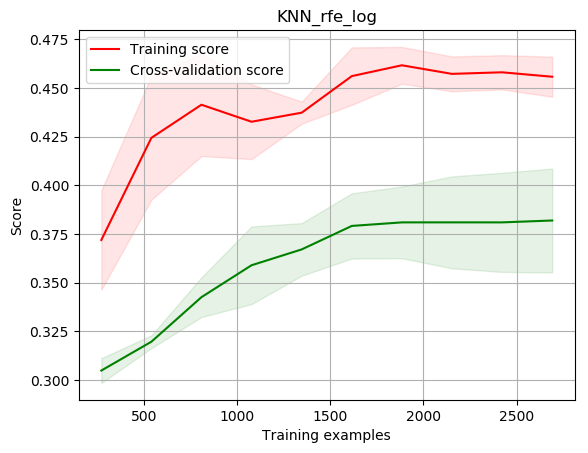 KNN_rfe_log
Training score
Cross-validation score
0.475
0.450
0.425
0.400
0.375
0.350
0.325
0.300
Score
500 1000 1500 2000 2500
Training examples